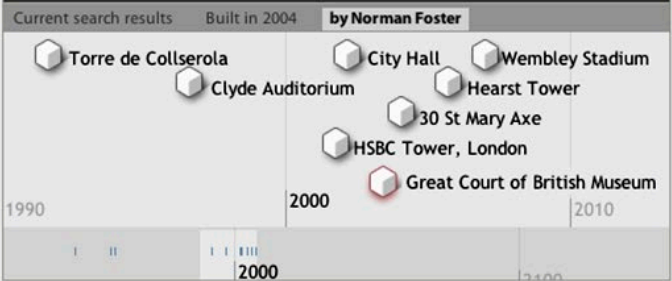 Current search results Built in 2004 by Norman Foster
Torre de Collserola City Hall Wembley Stadium
Clyde Auditorium Hearst Tower
30 St Mary Axe
HSBC Tower, London
Great Court of British Museum
1990 2000 2010
2000 2100